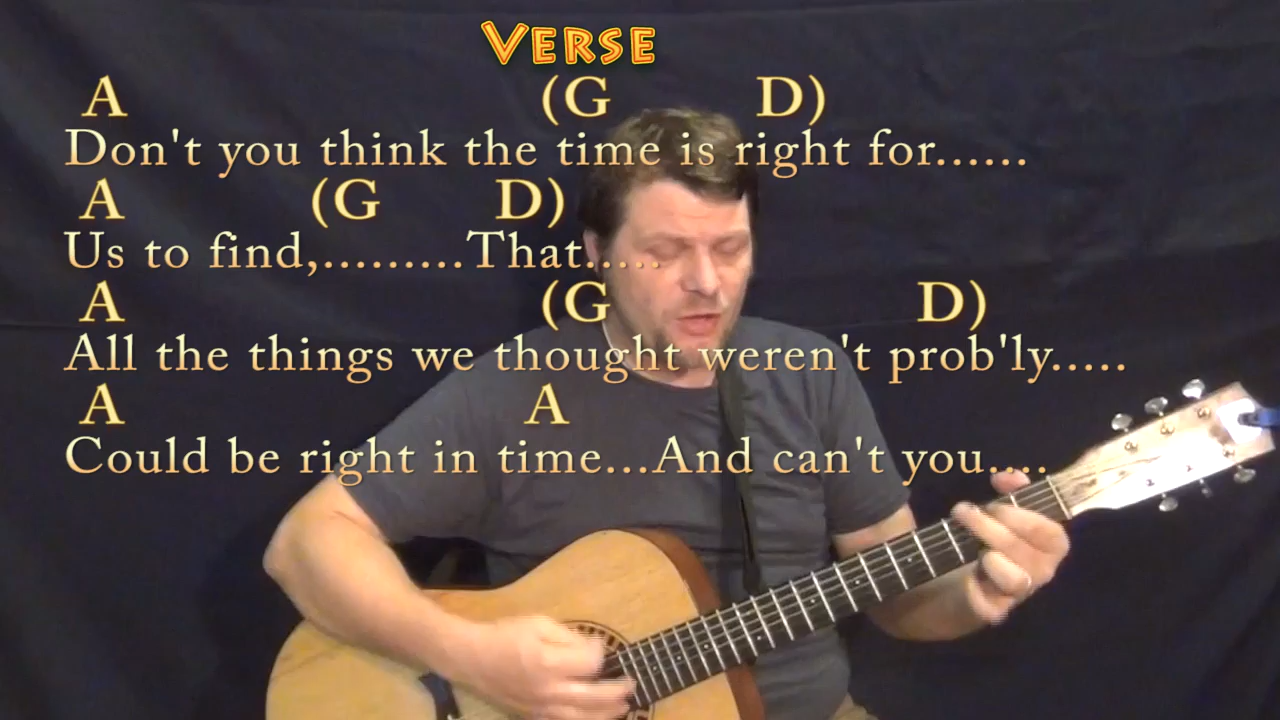 VERSE
A (G D)
Don't you think the time is right for......
A (G D)
Us to find,.........That.....
A (G D)
All the things we thought weren't prob'ly.....
A A
Could be right in time...And can't you....